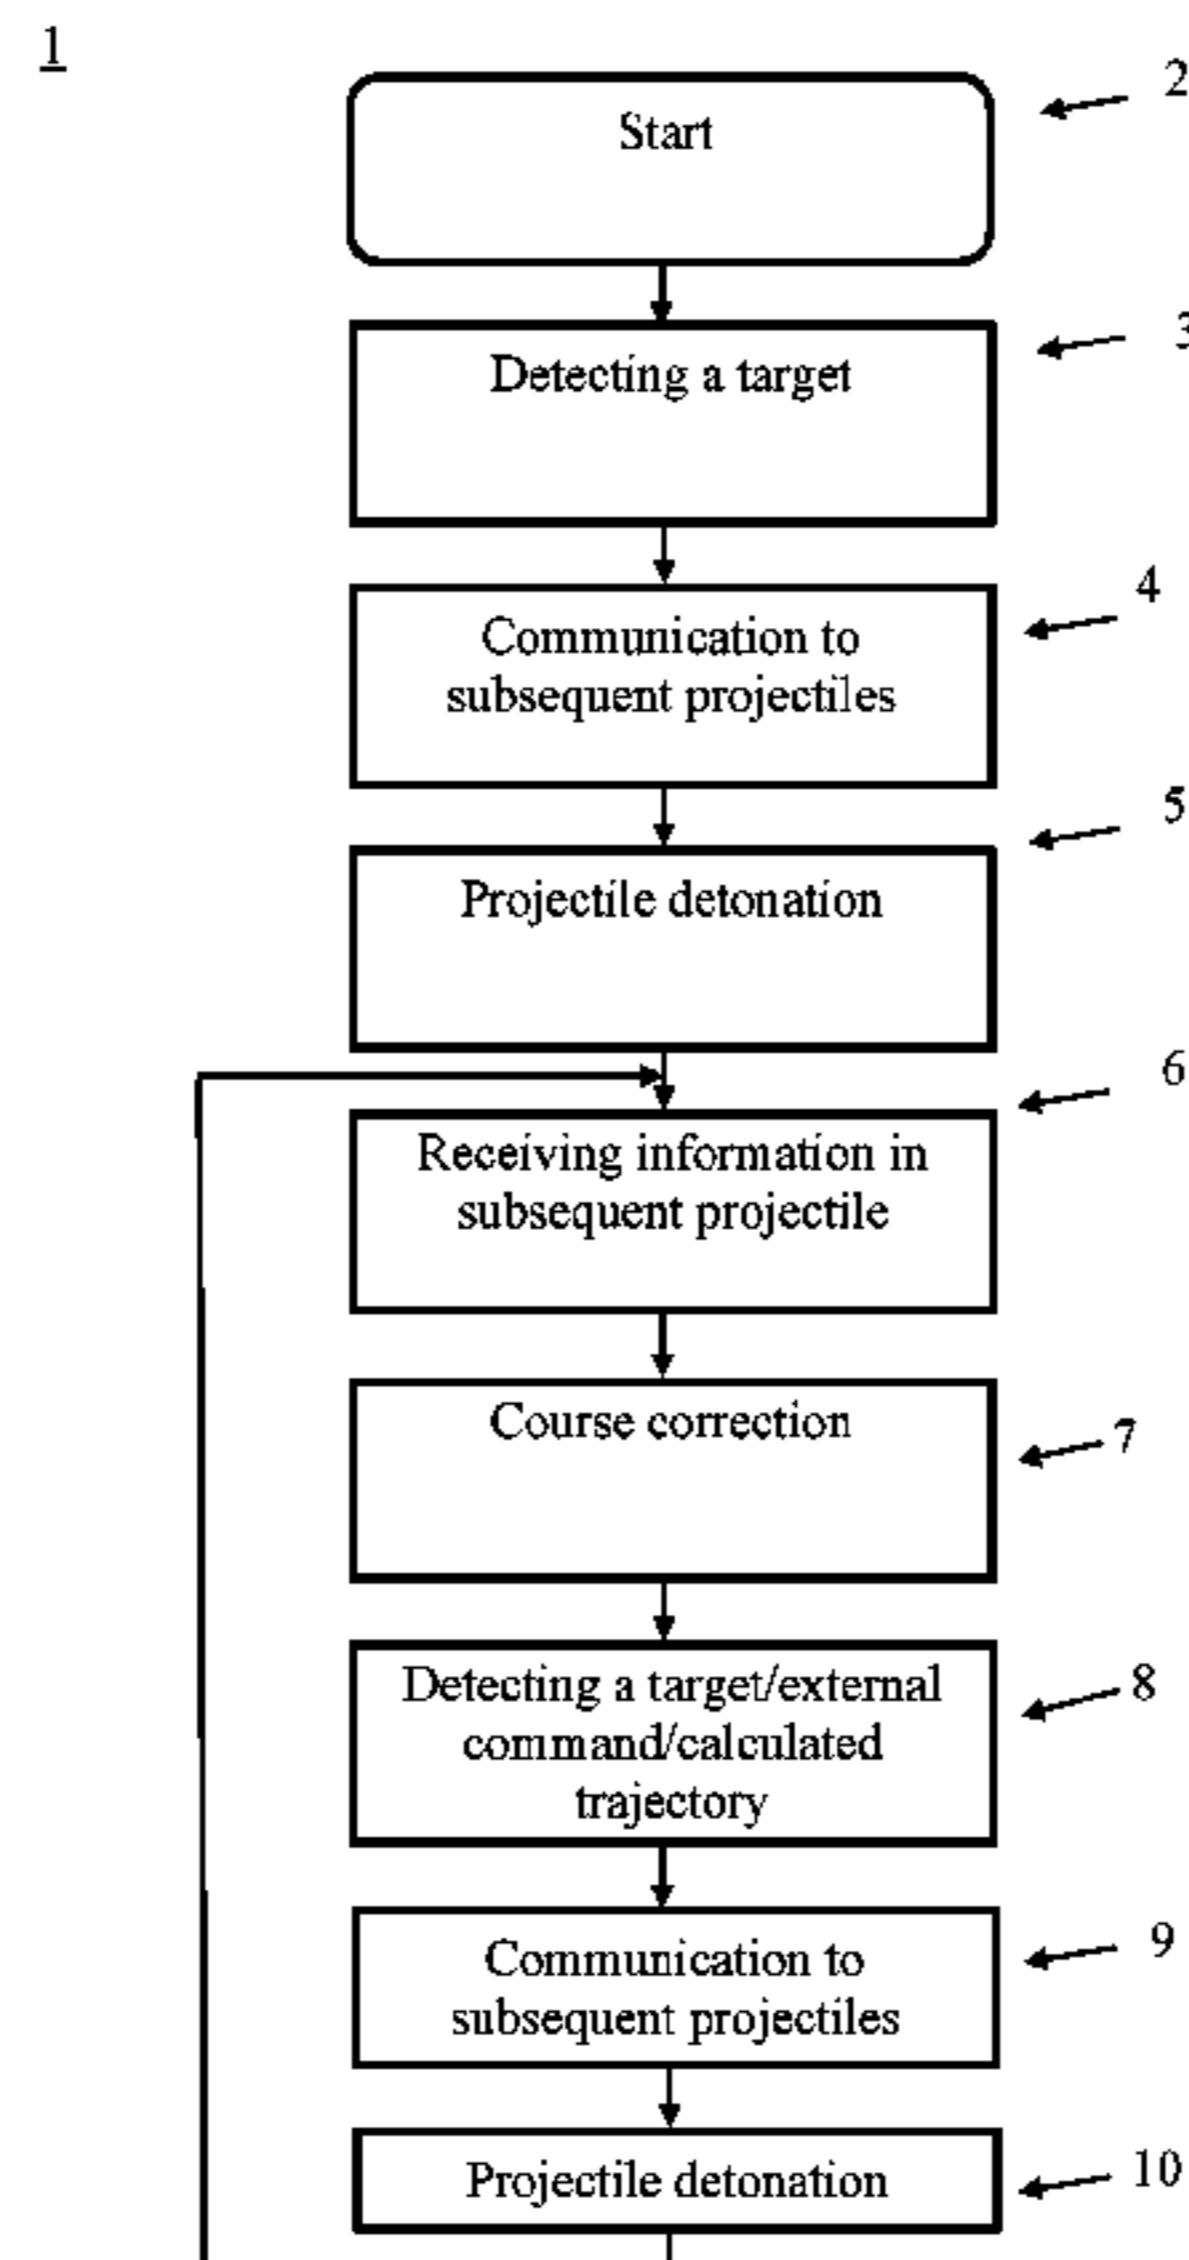 1
2
Start
3
Detecting a target
4
Communication to
subsequent projectiles
5
Projectile detonation
6
Receiving information in
subsequent projectile
Course correction
7
Detecting a target/external
command/calculated
trajectory
8
9
Communication to
subsequent projectiles
10
Projectile detonation